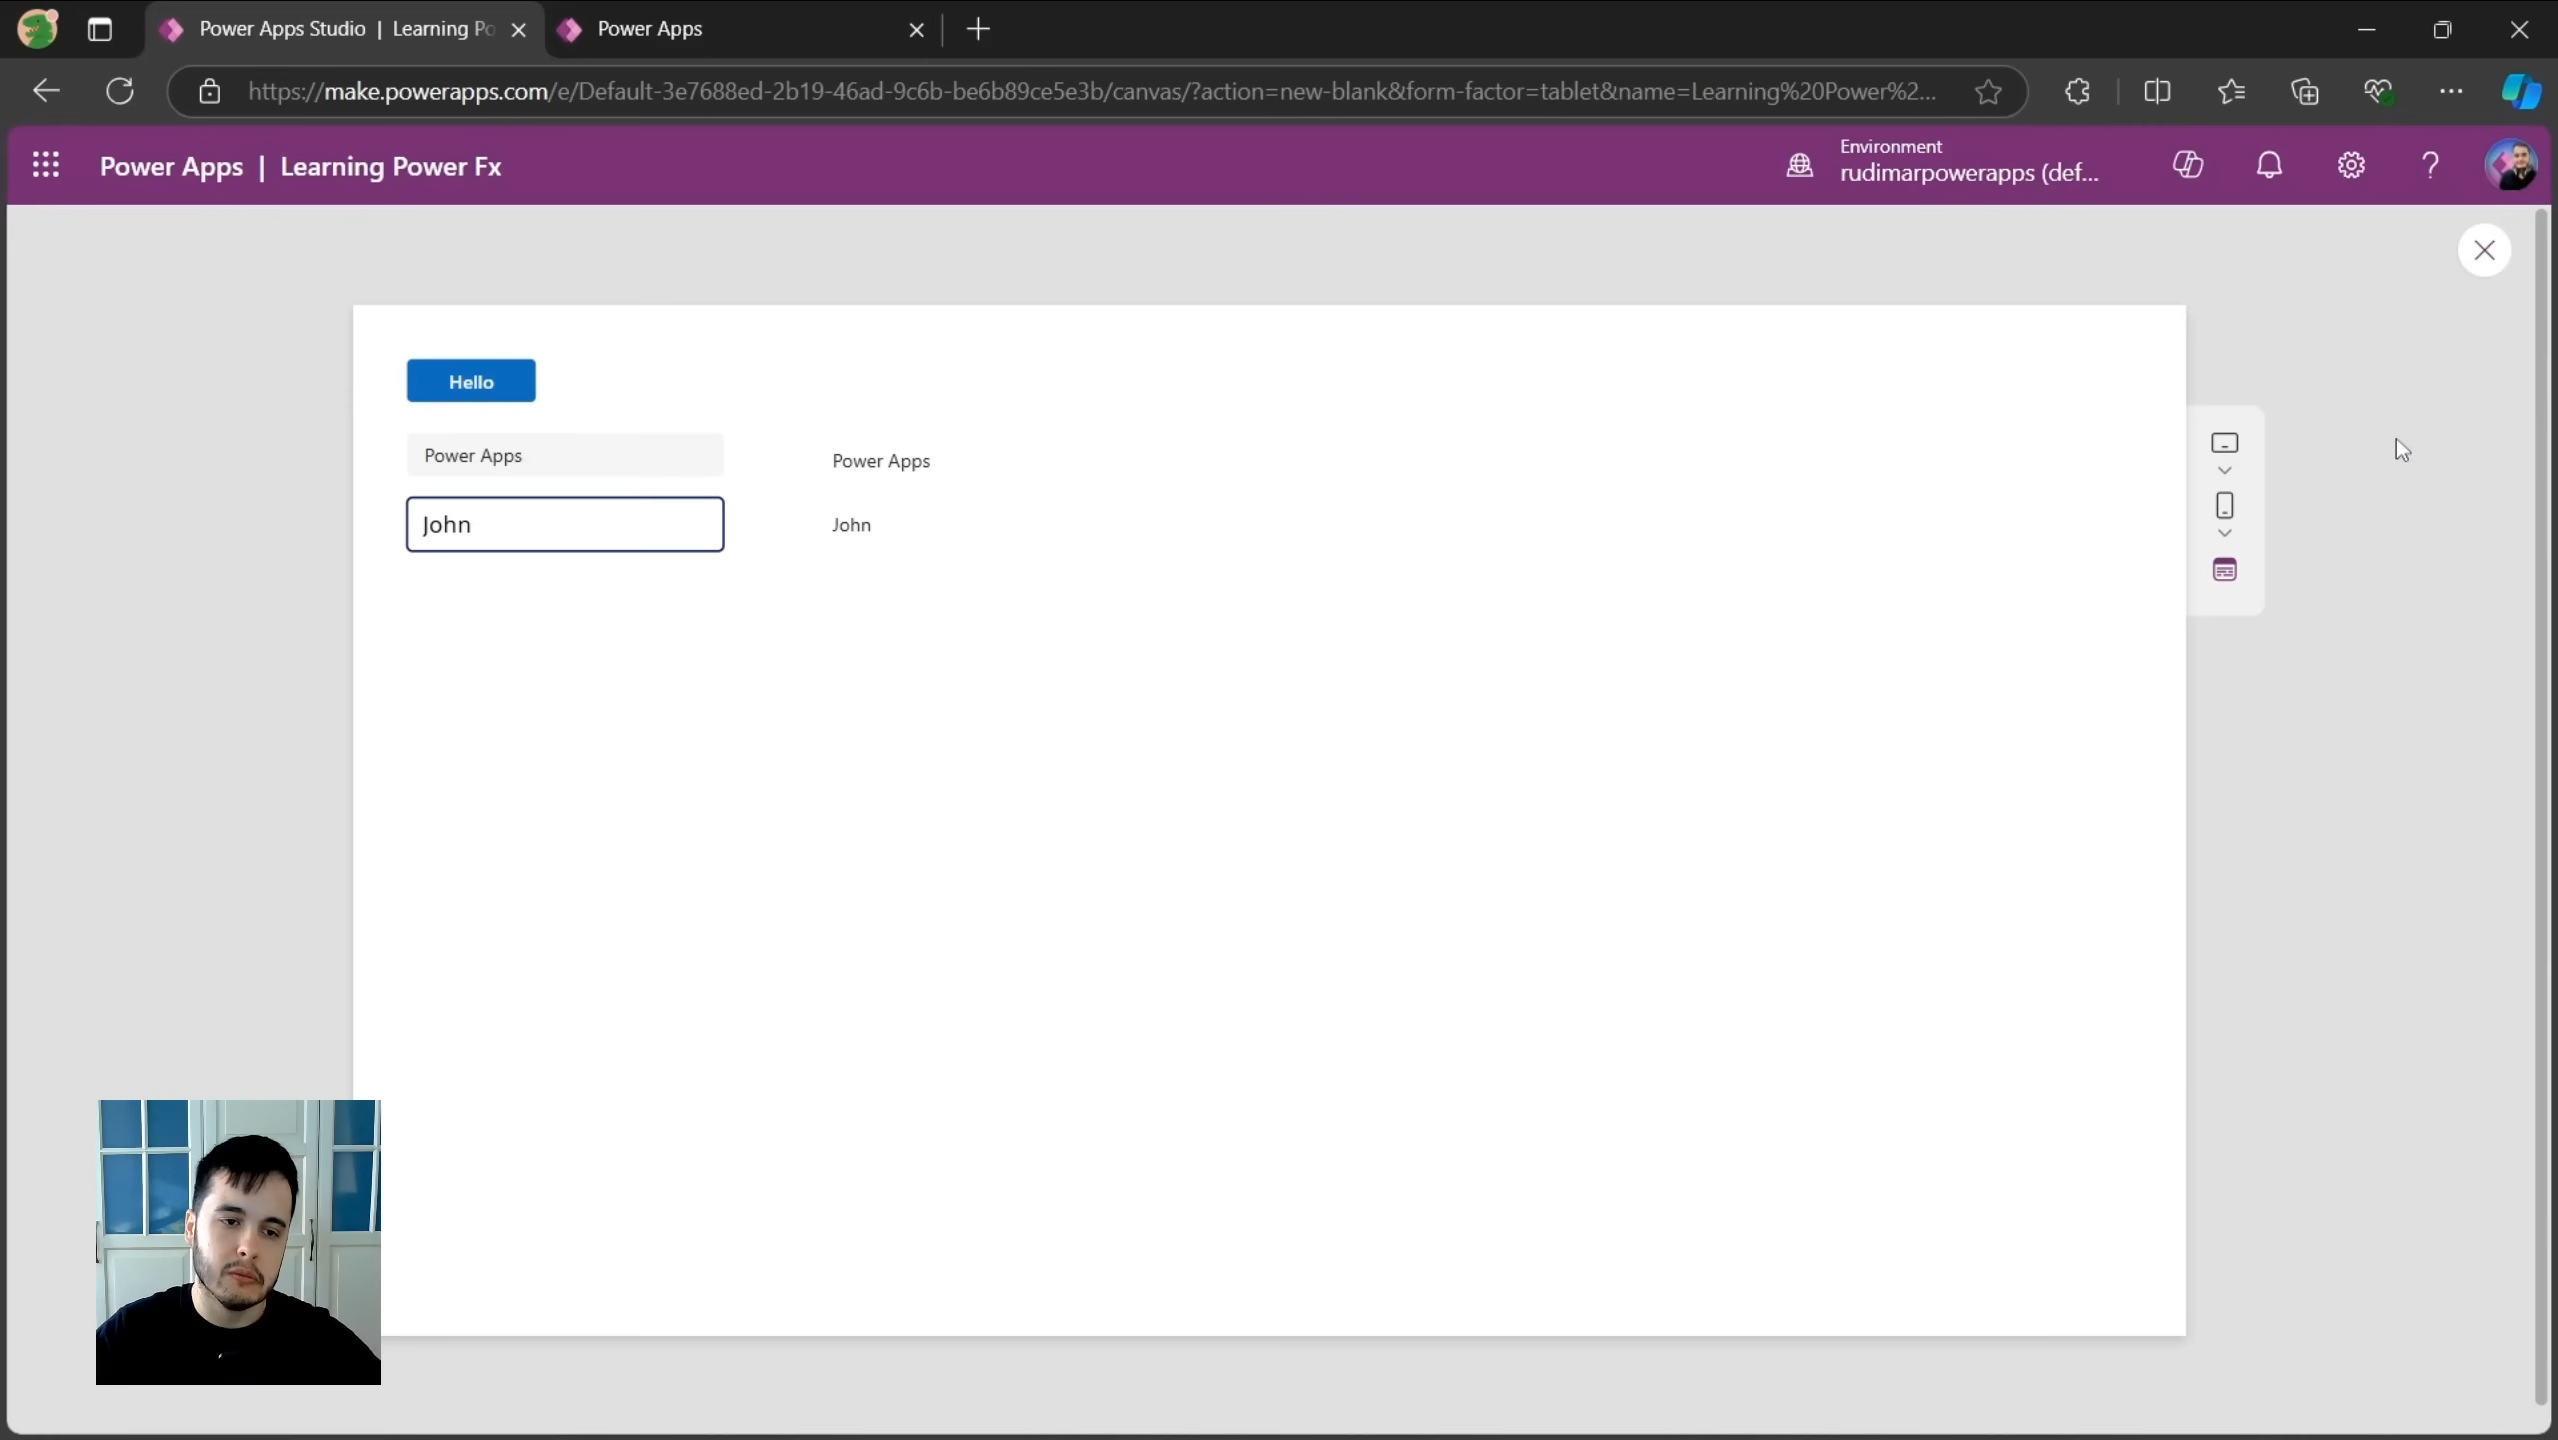 Power Apps Studio | Learning Po
Power Apps
https://make.powerapps.com/e/Default-3e7688ed-2b19-46ad-9c6b-be6b89ce5e3b/canvas/?action=new-blank&form-factor=tablet&name=Learning%20Power%2...
Power Apps | Learning Power Fx
Environment
rudimarpowerapps (def...
Hello
Power Apps
Power Apps
John
John